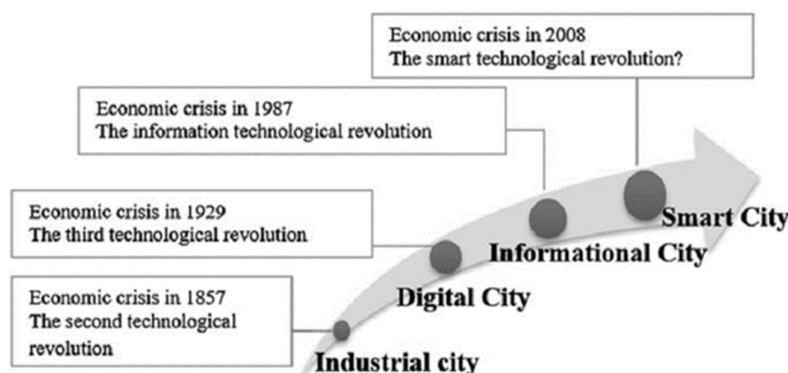 Economic crisis in 2008
The smart technological revolution?
Economic crisis in 1987
The information technological revolution
Economic crisis in 1929
The third technological revolution
Smart City
Informational City
Digital City
Economic crisis in 1857
The second technological
revolution
Industrial city